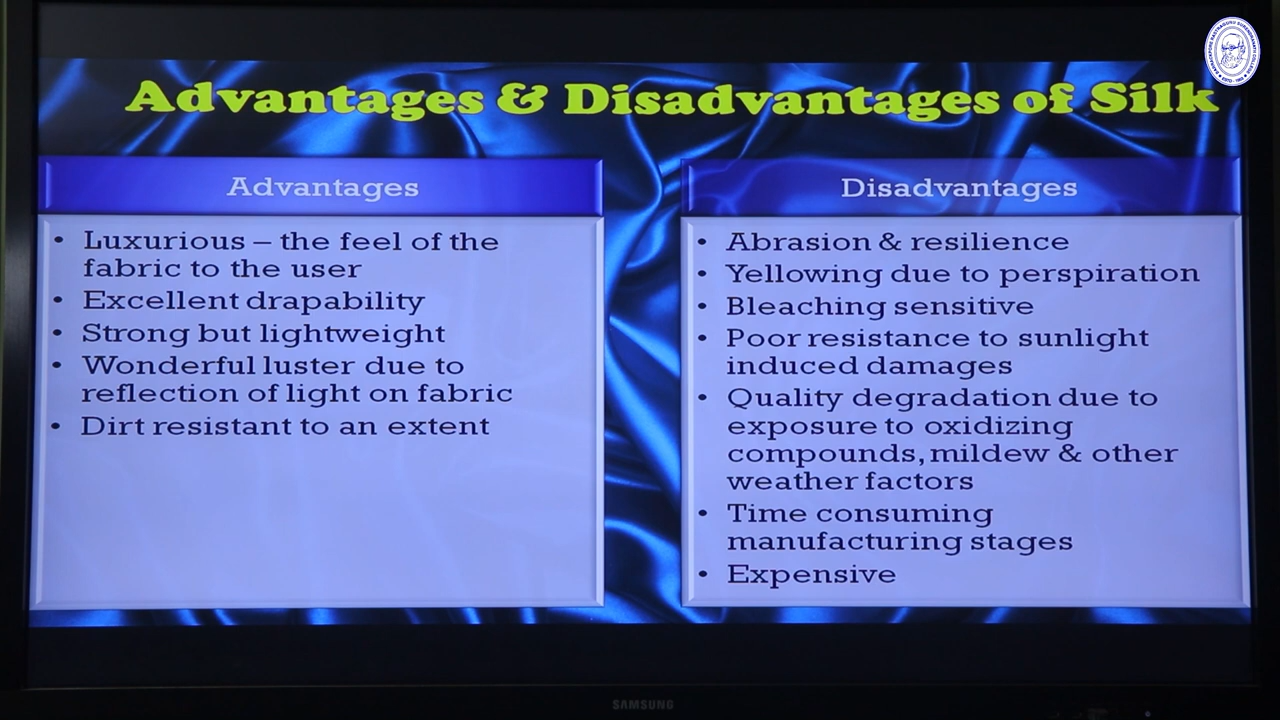 Advantages & Disadvantages of Silk
Advantages
• Luxurious – the feel of the
fabric to the user
• Excellent drapability
• Strong but lightweight
• Wonderful luster due to
reflection of light on fabric
• Dirt resistant to an extent
Disadvantages
• Abrasion & resilience
• Yellowing due to perspiration
• Bleaching sensitive
• Poor resistance to sunlight
induced damages
• Quality degradation due to
exposure to oxidizing
compounds, mildew & other
weather factors
• Time consuming
manufacturing stages
• Expensive
SAMSUNG